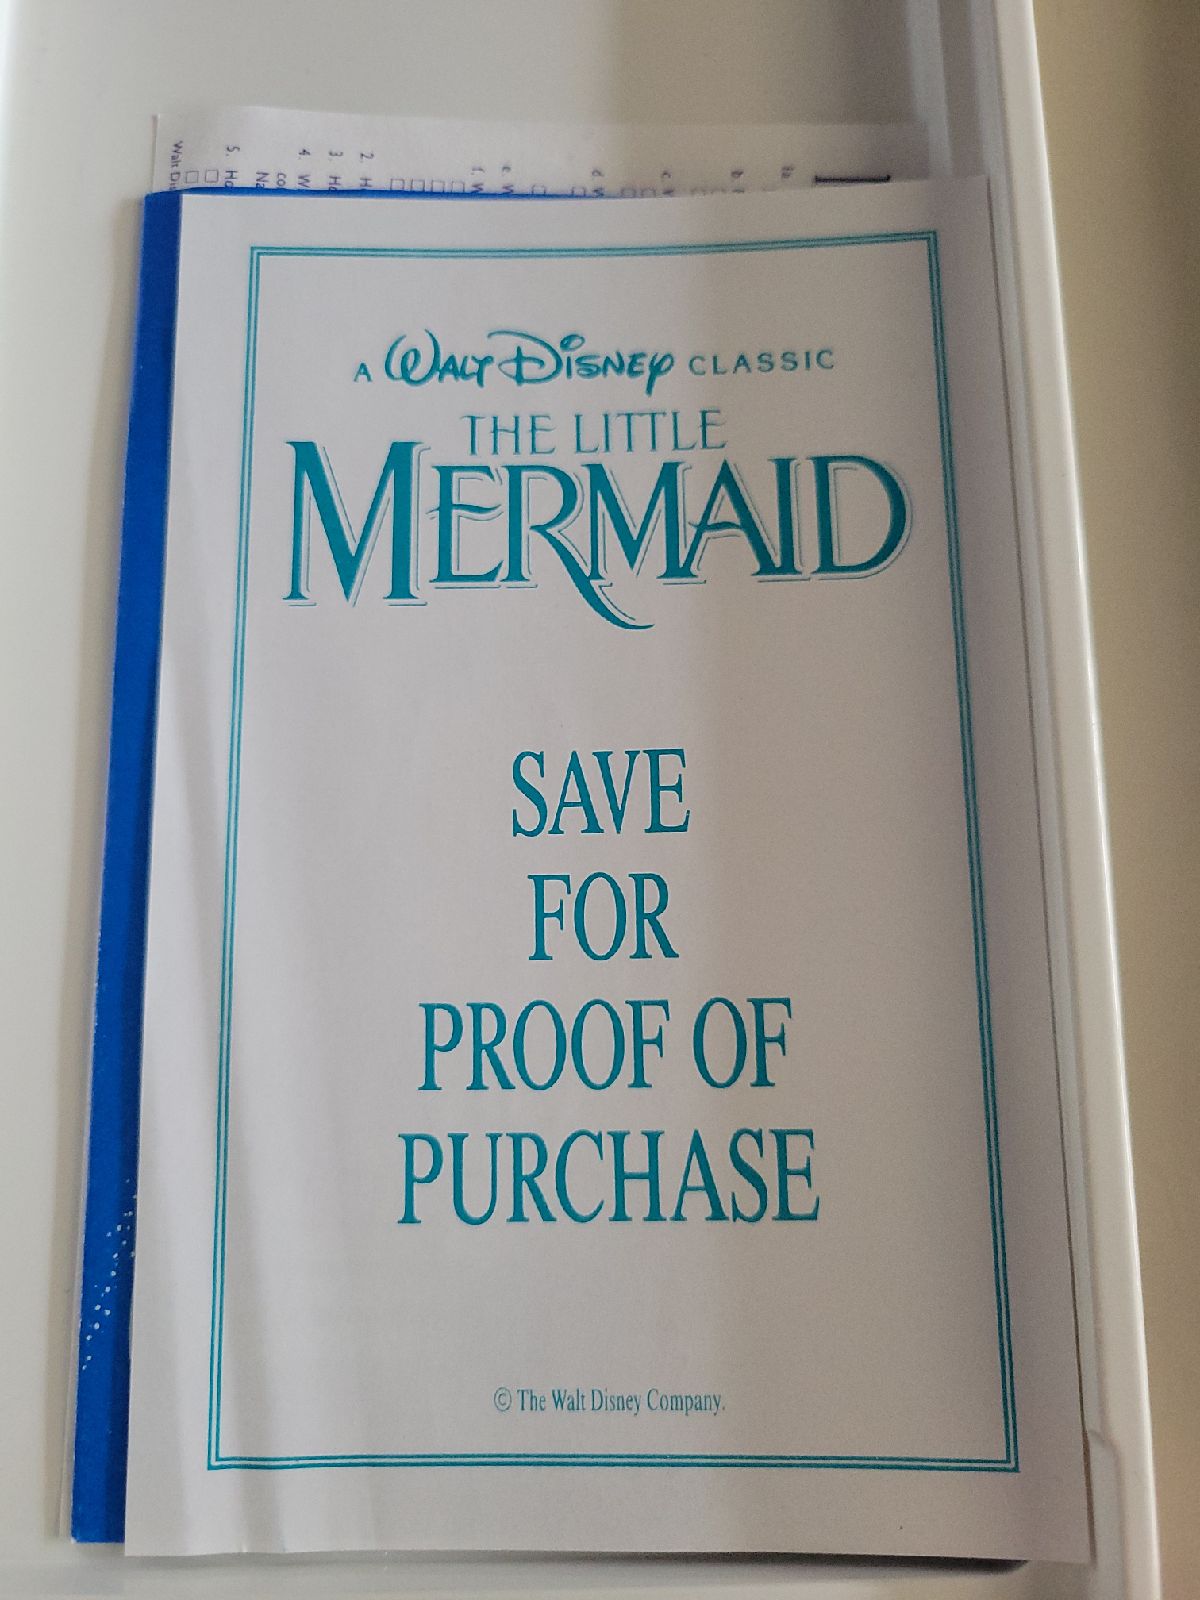 A WALT DISNEY CLASSIC
THE LITTLE
MERMAID
SAVE
FOR
PROOF OF
PURCHASE
© The Walt Disney Company.